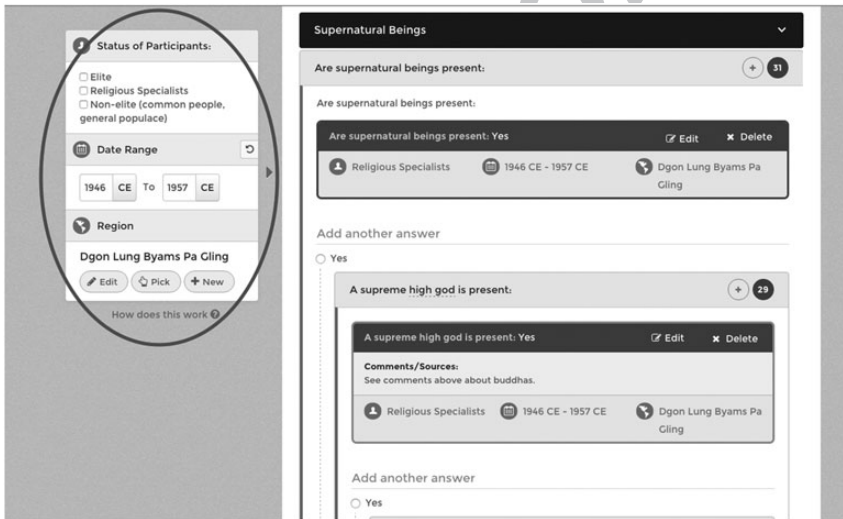 Status of Participants:
Elite
Religious Specialists
Non-elite (common people,
general populace)
Date Range
1946 CE To 1957 CE
Region
Dgon Lung Byams Pa Gling
Edit Pick + New
How does this work
Supernatural Beings
Are supernatural beings present: + 31
Are supernatural beings present:
Are supernatural beings present: Yes Edit × Delete
Religious Specialists 1946 CE - 1957 CE Dgon Lung Byams Pa
Gling
Add another answer
Yes
A supreme high god is present: + 29
A supreme high god is present: Yes Edit × Delete
Comments/Sources:
See comments above about buddhas.
Religious Specialists 1946 CE - 1957 CE Dgon Lung Byams Pa
Gling
Add another answer
Yes